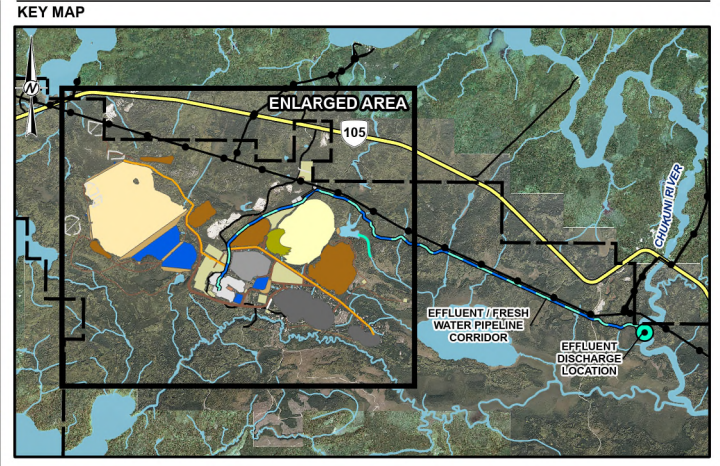 KEY MAP
N
ENLARGED AREA
105
CHUKUNI RIVER
EFFLUENT / FRESH
WATER PIPELINE
CORRIDOR
EFFLUENT
DISCHARGE
LOCATION